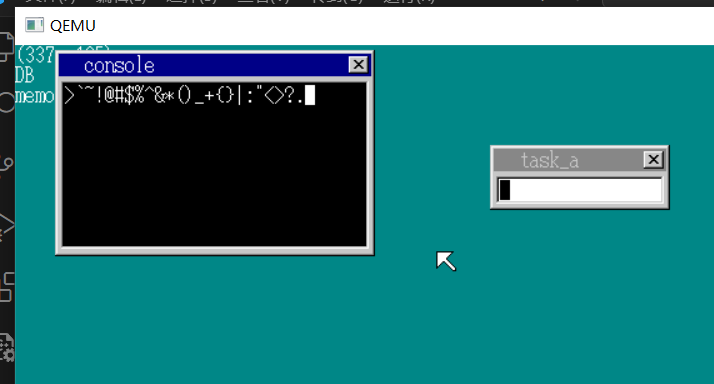 QEMU
(337
DB
memo
console
>`~!@#$%^&*()_+{}|:"<>?.
task_a